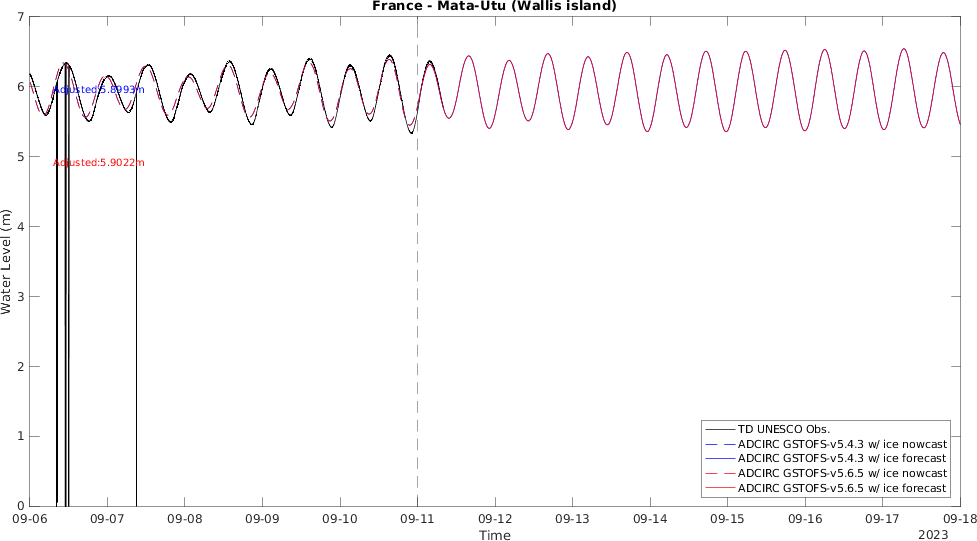 France - Mata-Utu (Wallis island)
Water Level (m)
7
6
5
4
3
2
1
0
Adjusted:5.8993m
Adjusted:5.9022m
TD UNESCO Obs.
ADCIRC GSTOFS-v5.4.3 w/ ice nowcast
ADCIRC GSTOFS-v5.4.3 w/ ice forecast
ADCIRC GSTOFS-v5.6.5 w/ ice nowcast
ADCIRC GSTOFS-v5.6.5 w/ ice forecast
09-06 09-07 09-08 09-09 09-10 09-11 09-12 09-13 09-14 09-15 09-16 09-17 09-18
Time
2023